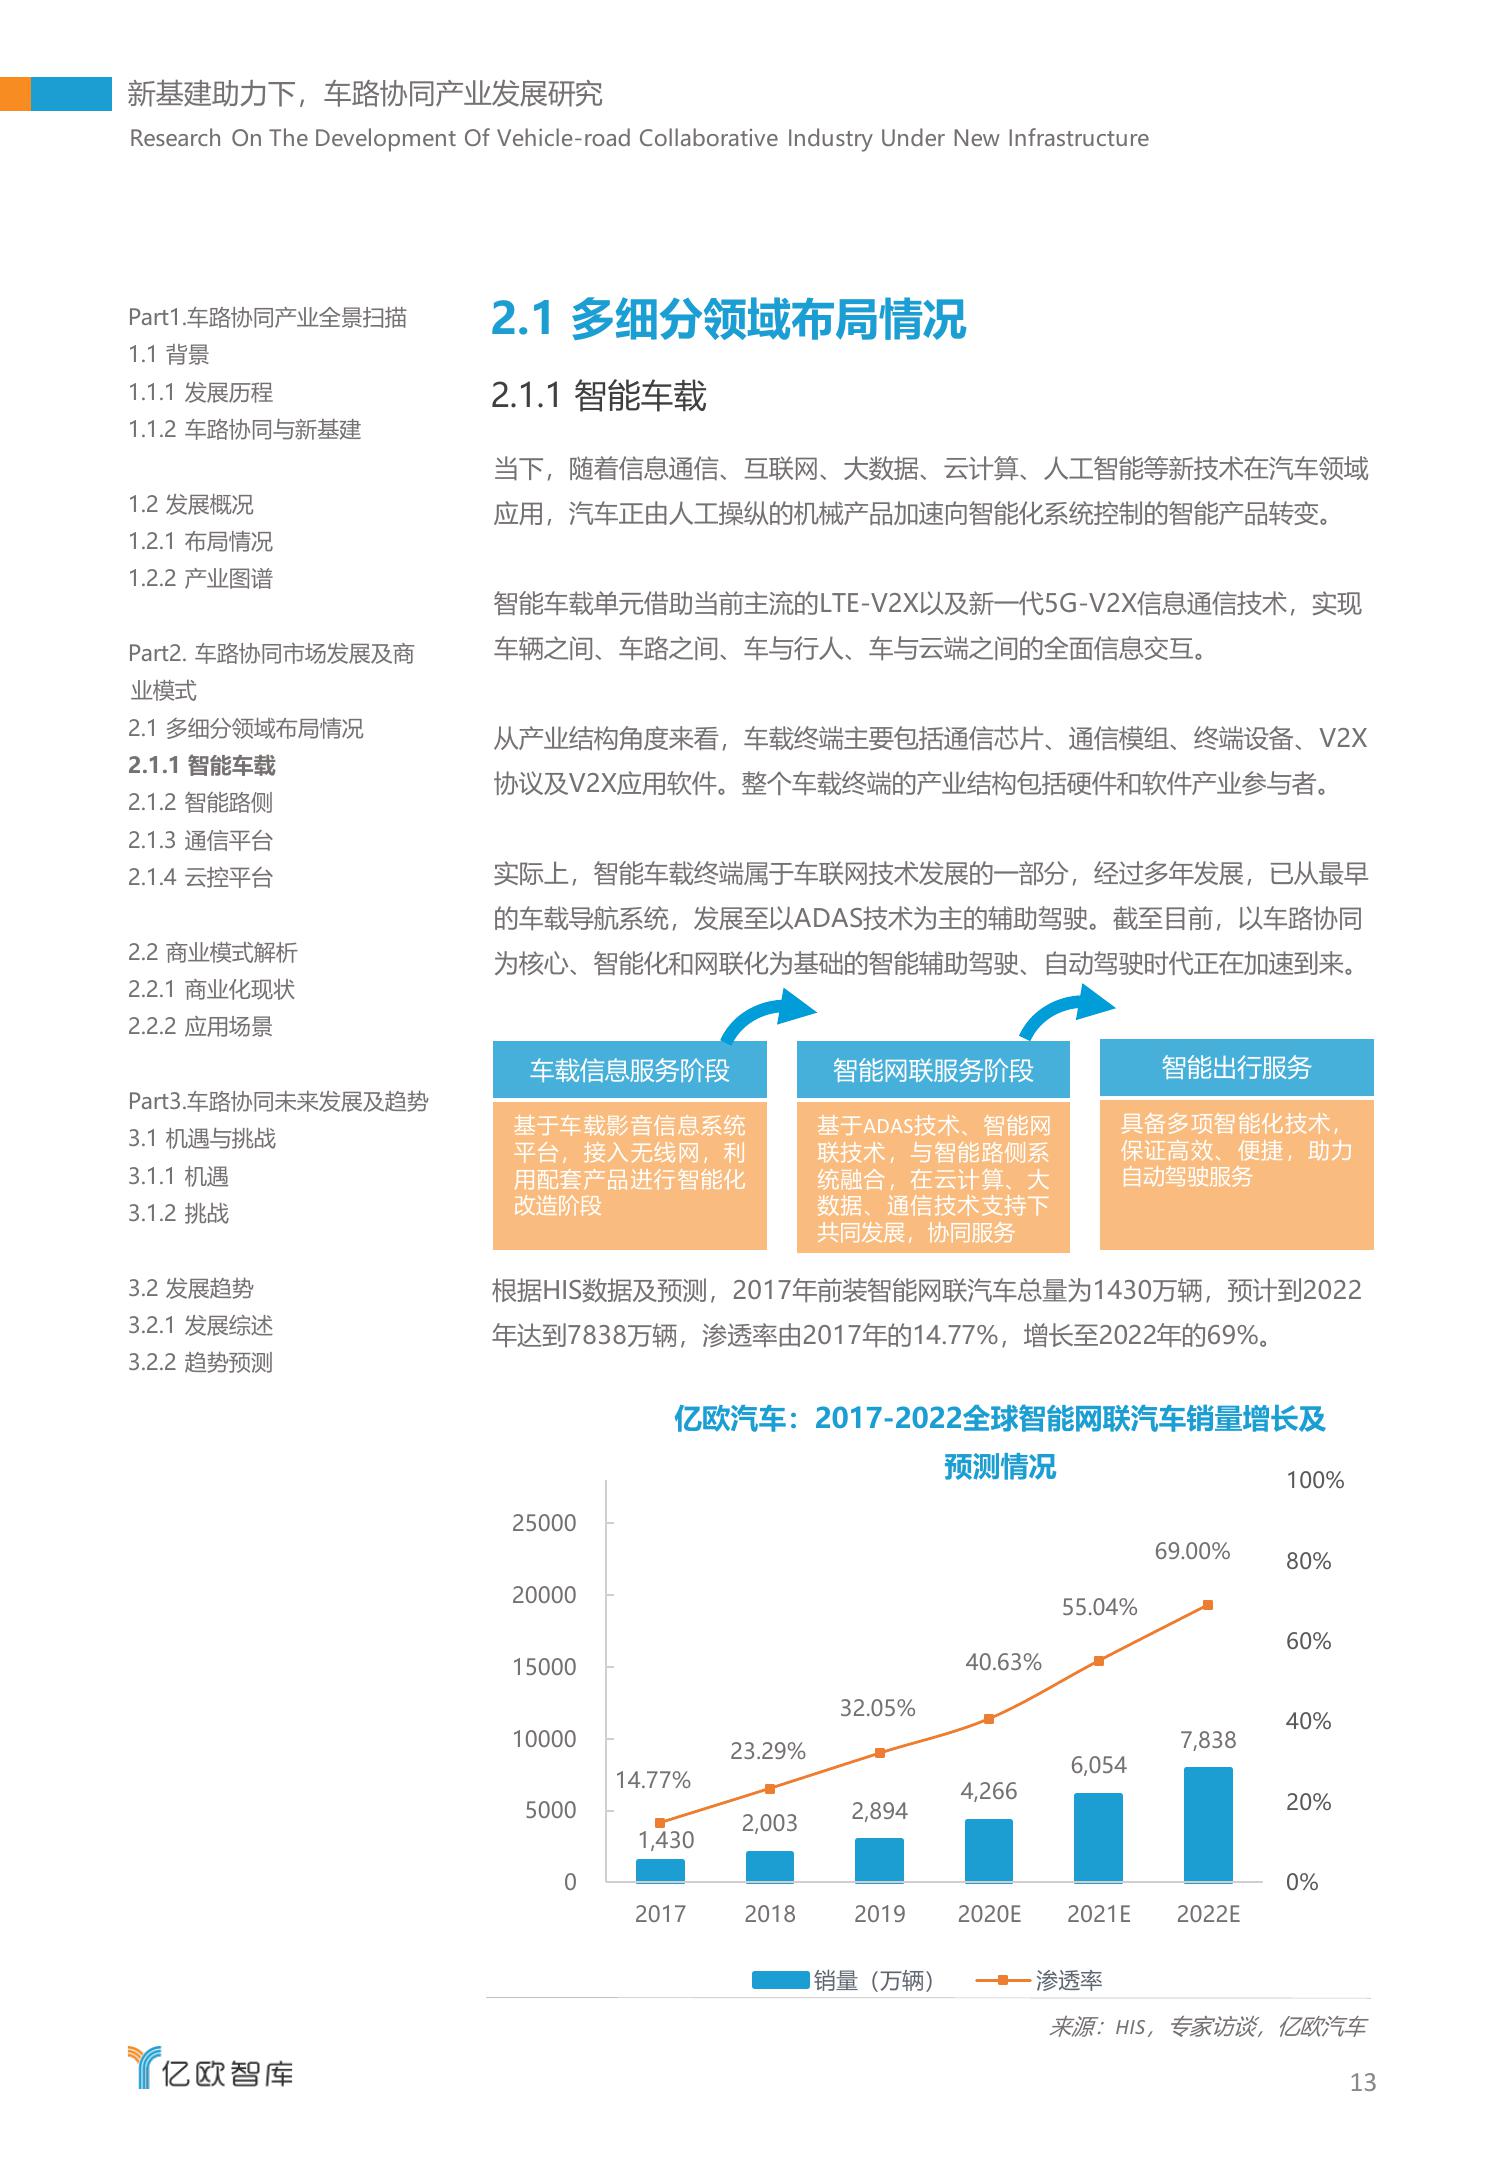 新基建助力下，车路协同产业发展研究
Research On The Development Of Vehicle-road Collaborative Industry Under New Infrastructure
Part1.车路协同产业全景扫描
1.1 背景
1.1.1 发展历程
1.1.2 车路协同与新基建
1.2 发展概况
1.2.1 布局情况
1.2.2 产业图谱
Part2. 车路协同市场发展及商
业模式
2.1 多细分领域布局情况
2.1.1 智能车载
2.1.2 智能路侧
2.1.3 通信平台
2.1.4 云控平台
2.2 商业模式解析
2.2.1 商业化现状
2.2.2 应用场景
Part3.车路协同未来发展及趋势
3.1 机遇与挑战
3.1.1 机遇
3.1.2 挑战
3.2 发展趋势
3.2.1 发展综述
3.2.2 趋势预测
2.1 多细分领域布局情况
2.1.1 智能车载
当下，随着信息通信、互联网、大数据、云计算、人工智能等新技术在汽车领域
应用，汽车正由人工操纵的机械产品加速向智能化系统控制的智能产品转变。
智能车载单元借助当前主流的LTE-V2X以及新一代5G-V2X信息通信技术，实现
车辆之间、车路之间、车与行人、车与云端之间的全面信息交互。
从产业结构角度来看，车载终端主要包括通信芯片、通信模组、终端设备、V2X
协议及V2X应用软件。整个车载终端的产业结构包括硬件和软件产业参与者。
实际上，智能车载终端属于车联网技术发展的一部分，经过多年发展，已从最早
的车载导航系统，发展至以ADAS技术为主的辅助驾驶。截至目前，以车路协同
为核心、智能化和网联化为基础的智能辅助驾驶、自动驾驶时代正在加速到来。
车载信息服务阶段
基于车载影音信息系统
平台，接入无线网，利
用配套产品进行智能化
改造阶段
智能网联服务阶段
基于ADAS技术、智能网
联技术，与智能路侧系
统融合，在云计算、大
数据、通信技术支持下
共同发展，协同服务
智能出行服务
具备多项智能化技术，
保证高效、便捷，助力
自动驾驶服务
根据HIS数据及预测，2017年前装智能网联汽车总量为1430万辆，预计到2022
年达到7838万辆，渗透率由2017年的14.77%，增长至2022年的69%。
亿欧汽车：2017-2022全球智能网联汽车销量增长及
预测情况
25000
20000
15000
10000
5000
0
100%
80%
60%
40%
20%
0%
14.77%
23.29%
32.05%
40.63%
55.04%
69.00%
1,430
2,003
2,894
4,266
6,054
7,838
2017
2018
2019
2020E
2021E
2022E
销量（万辆）
渗透率
来源：HIS，专家访谈，亿欧汽车
亿欧智库
13